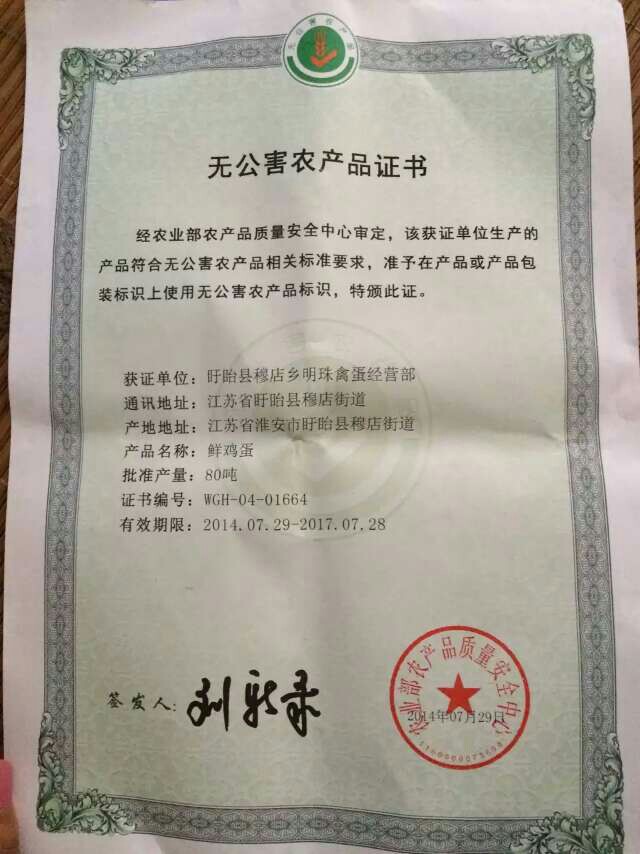 无公害农产品
无公害农产品证书
经农业部农产品质量安全中心审定，该获证单位生产的
产品符合无公害农产品相关标准要求，准予在产品或产品包
装标识上使用无公害农产品标识，特颁此证。
获证单位：盱眙县穆店乡明珠禽蛋经营部
通讯地址：江苏省盱眙县穆店街道
产地地址：江苏省淮安市盱眙县穆店街道
产品名称：鲜鸡蛋
批准产量：80吨
证书编号：WGH-04-01664
有效期限：2014.07.29-2017.07.28
签发人：
农业部农产品质量安全中心
2014年07月29日